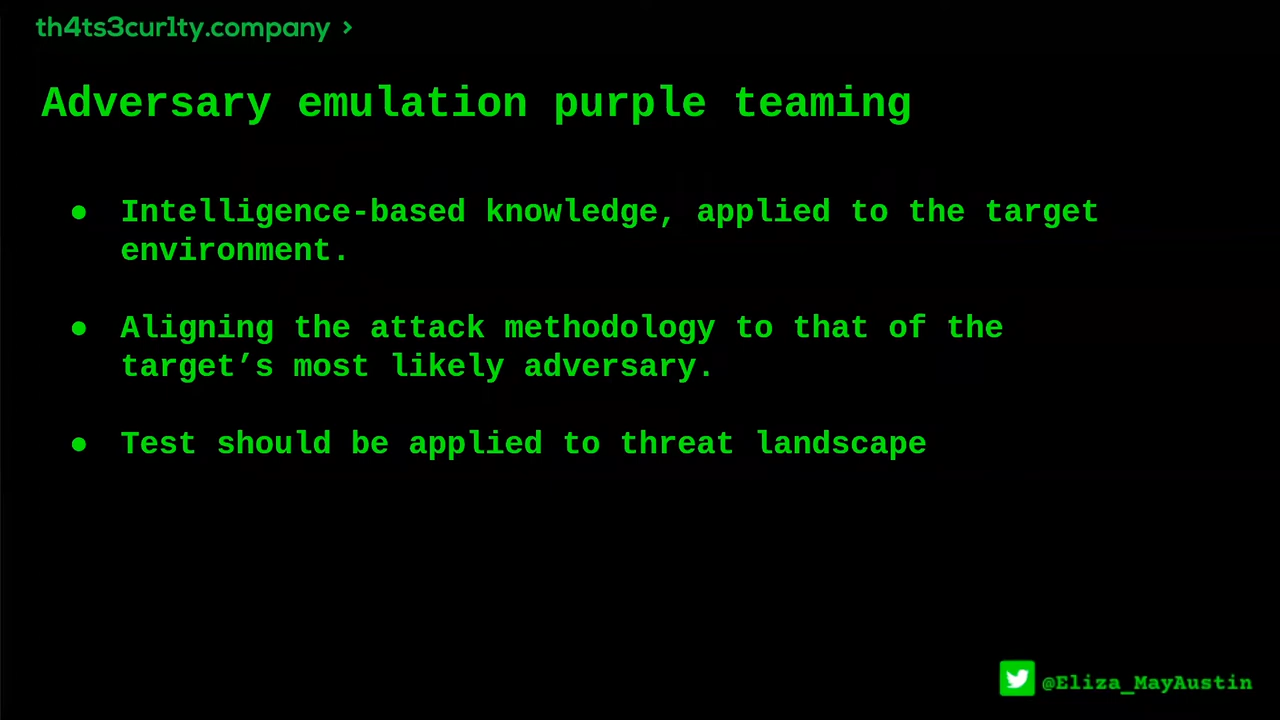 th4ts3cur1ty.company >
Adversary emulation purple teaming
● Intelligence-based knowledge, applied to the target
environment.
● Aligning the attack methodology to that of the
target’s most likely adversary.
● Test should be applied to threat landscape
@Eliza_MayAustin